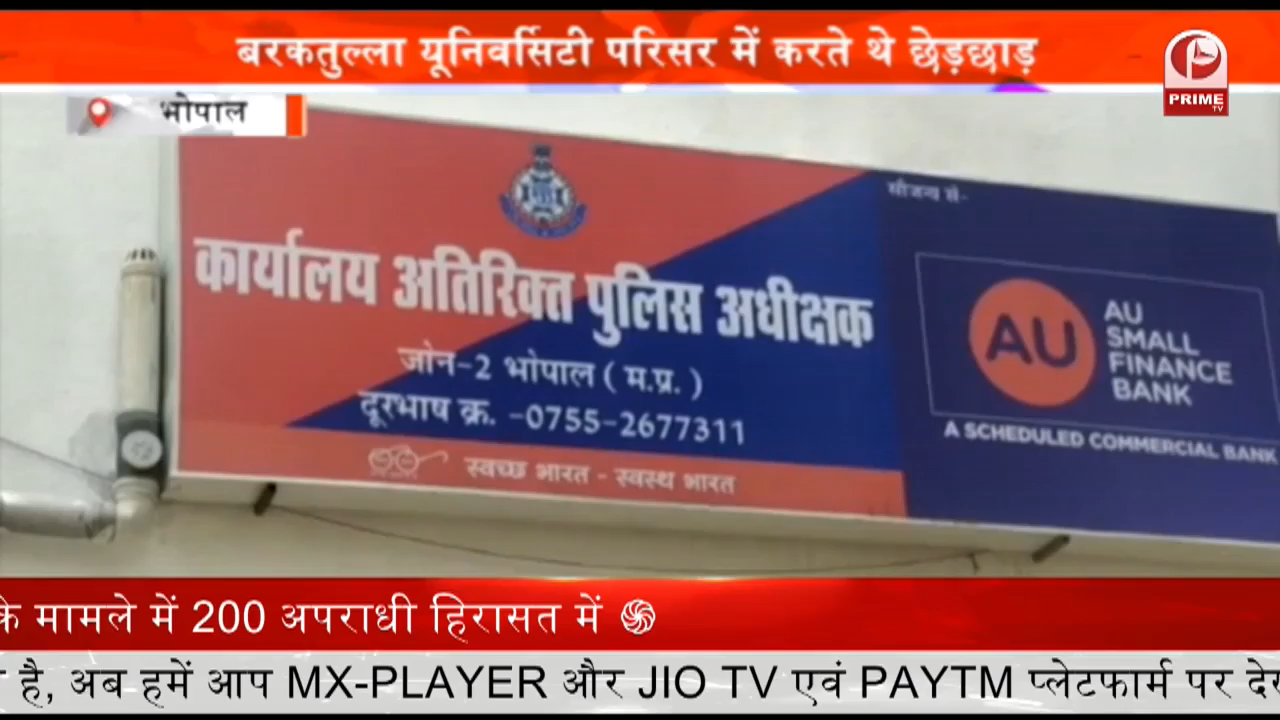 बरकतुल्ला यूनिवर्सिटी परिसर में करते थे छेड़छाड़
PRIME
TV
भोपाल
सौजन्य से-
कार्यालय अतिरिक्त पुलिस अधीक्षक
जोन-2 भोपाल ( म.प्र. )
दूरभाष क्र. -0755-2677311
स्वच्छ भारत - स्वस्थ भारत
AU
AU
SMALL
FINANCE
BANK
A SCHEDULED COMMERCIAL BANK
के मामले में 200 अपराधी हिरासत में
है, अब हमें आप MX-PLAYER और JIO TV एवं PAYTM प्लेटफार्म पर